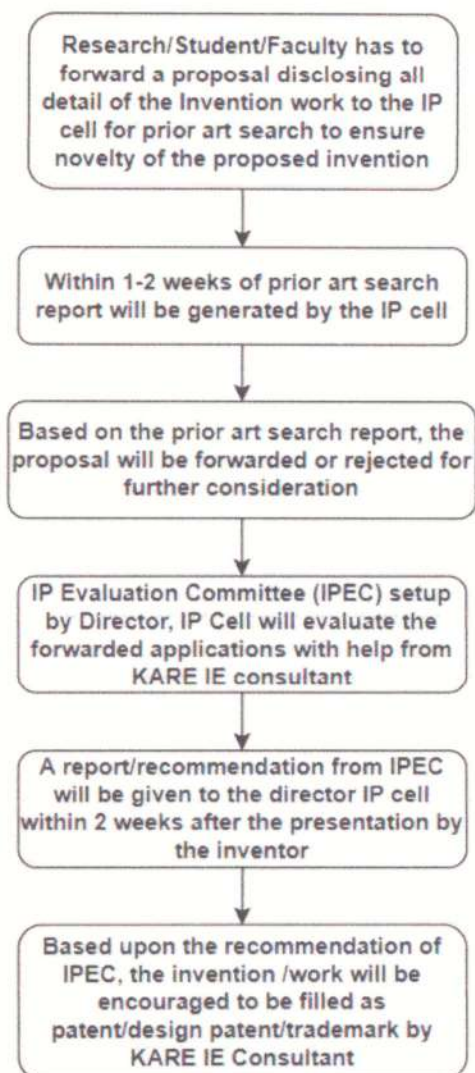 Research/Student/Faculty has to
forward a proposal disclosing all
detail of the Invention work to the IP
cell for prior art search to ensure
novelty of the proposed invention
Within 1-2 weeks of prior art search
report will be generated by the IP cell
Based on the prior art search report, the
proposal will be forwarded or rejected for
further consideration
IP Evaluation Committee (IPEC) setup
by Director, IP Cell will evaluate the
forwarded applications with help from
KARE IE consultant
A report/recommendation from IPEC
will be given to the director IP cell
within 2 weeks after the presentation by
the inventor
Based upon the recommendation of
IPEC, the invention /work will be
encouraged to be filled as
patent/design patent/trademark by
KARE IE Consultant